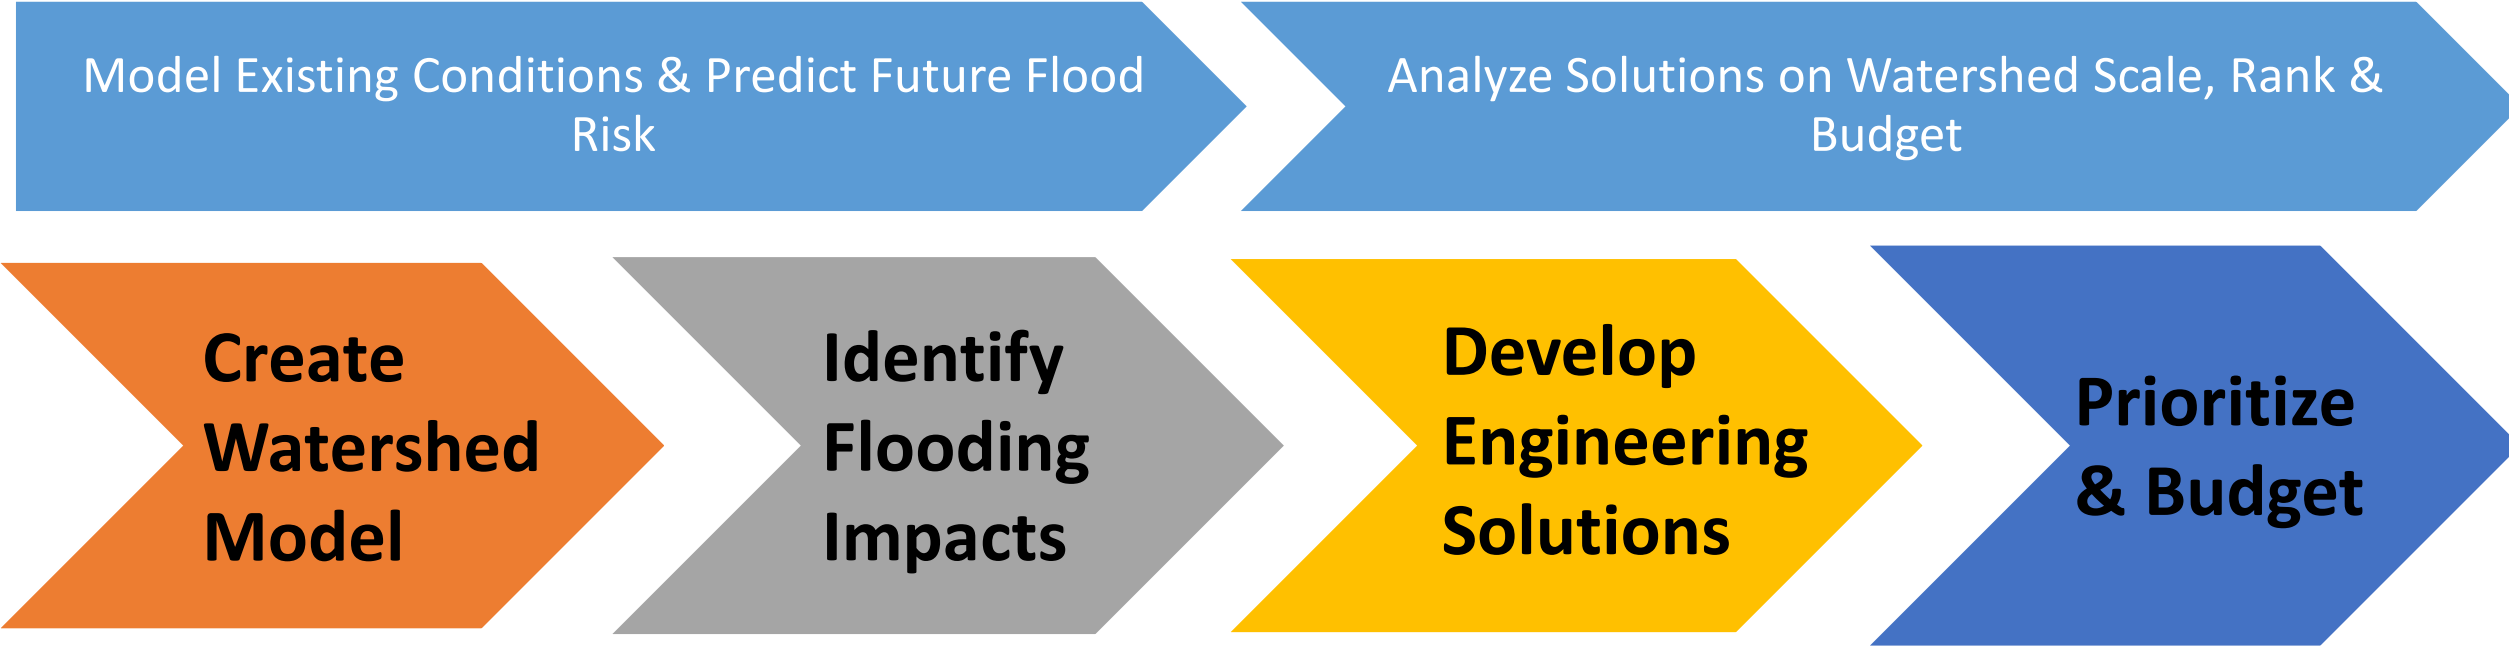 Model Existing Conditions & Predict Future Flood
Risk
Analyze Solutions on Watershed Scale, Rank &
Budget
Create
Watershed
Model
Identify
Flooding
Impacts
Develop
Engineering
Solutions
Prioritize
& Budget